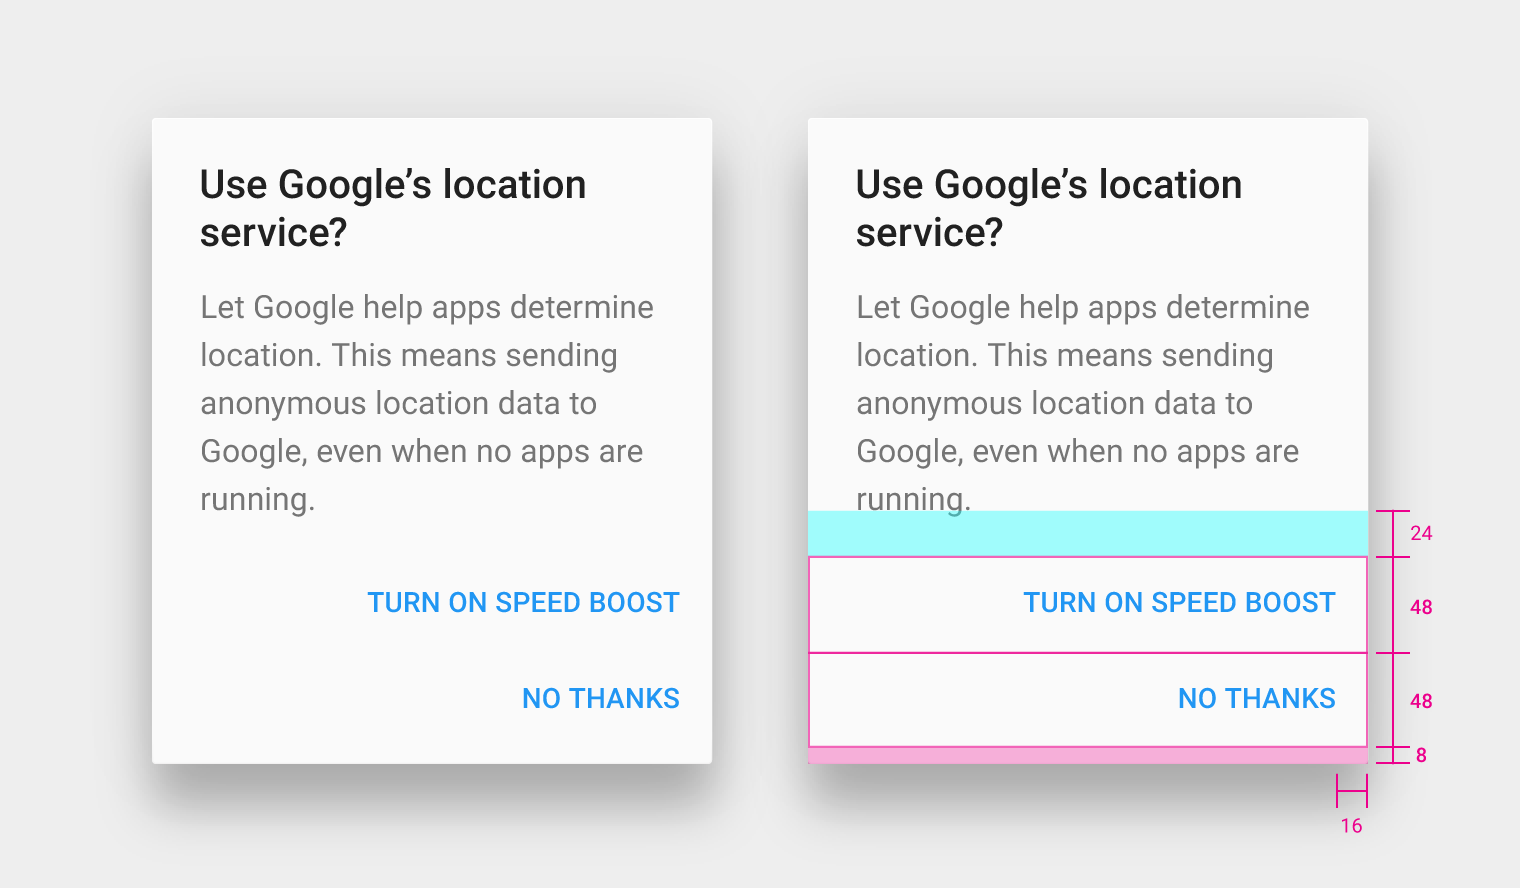 Use Google’s location
service?
Let Google help apps determine
location. This means sending
anonymous location data to
Google, even when no apps are
running.
TURN ON SPEED BOOST
NO THANKS
Use Google’s location
service?
Let Google help apps determine
location. This means sending
anonymous location data to
Google, even when no apps are
running.
24
TURN ON SPEED BOOST
48
NO THANKS
48
8
16